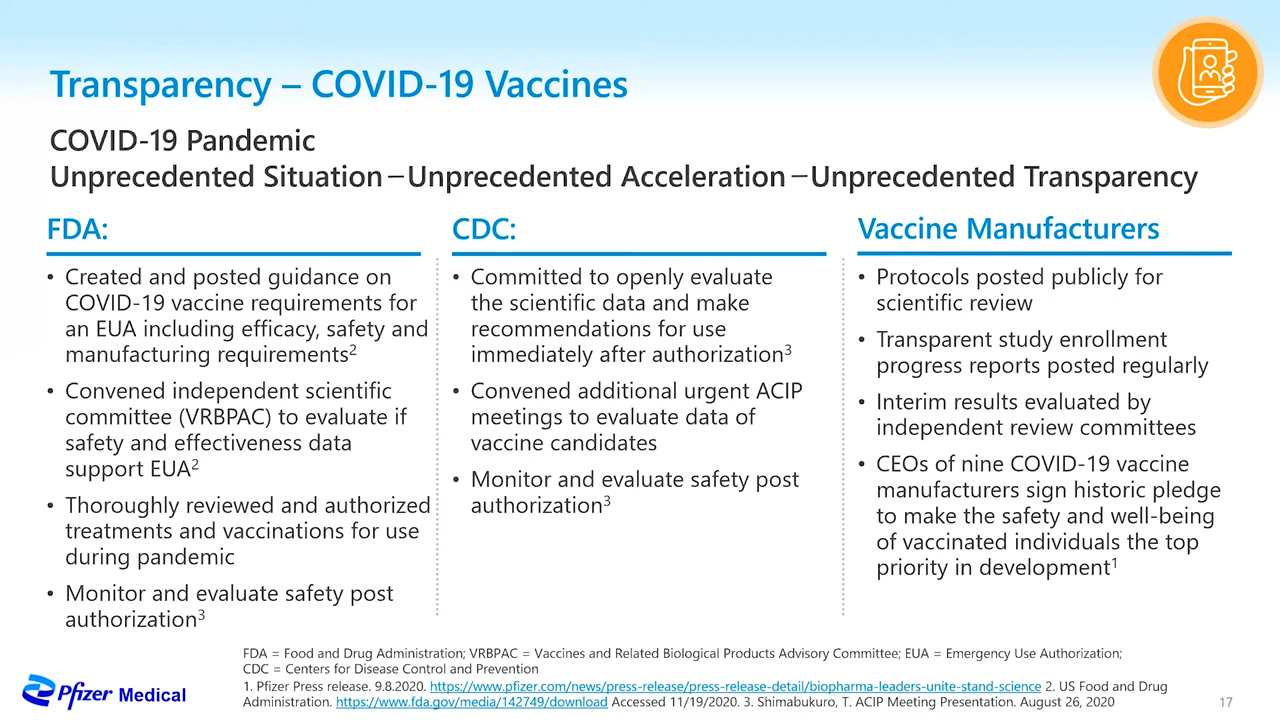 Transparency – COVID-19 Vaccines
COVID-19 Pandemic
Unprecedented Situation – Unprecedented Acceleration – Unprecedented Transparency
FDA:
• Created and posted guidance on
COVID-19 vaccine requirements for
an EUA including efficacy, safety and
manufacturing requirements2
• Convened independent scientific
committee (VRBPAC) to evaluate if
safety and effectiveness data
support EUA2
• Thoroughly reviewed and authorized
treatments and vaccinations for use
during pandemic
• Monitor and evaluate safety post
authorization3
CDC:
• Committed to openly evaluate
the scientific data and make
recommendations for use
immediately after authorization3
• Convened additional urgent ACIP
meetings to evaluate data of
vaccine candidates
• Monitor and evaluate safety post
authorization3
Vaccine Manufacturers
• Protocols posted publicly for
scientific review
• Transparent study enrollment
progress reports posted regularly
• Interim results evaluated by
independent review committees
• CEOs of nine COVID-19 vaccine
manufacturers sign historic pledge
to make the safety and well-being
of vaccinated individuals the top
priority in development1
FDA = Food and Drug Administration; VRBPAC = Vaccines and Related Biological Products Advisory Committee; EUA = Emergency Use Authorization;
CDC = Centers for Disease Control and Prevention
1. Pfizer Press release. 9.8.2020. https://www.pfizer.com/news/press-release/press-release-detail/biopharma-leaders-unite-stand-science 2. US Food and Drug
Administration. https://www.fda.gov/media/142749/download Accessed 11/19/2020. 3. Shimabukuro, T. ACIP Meeting Presentation. August 26, 2020
Pfizer Medical
17